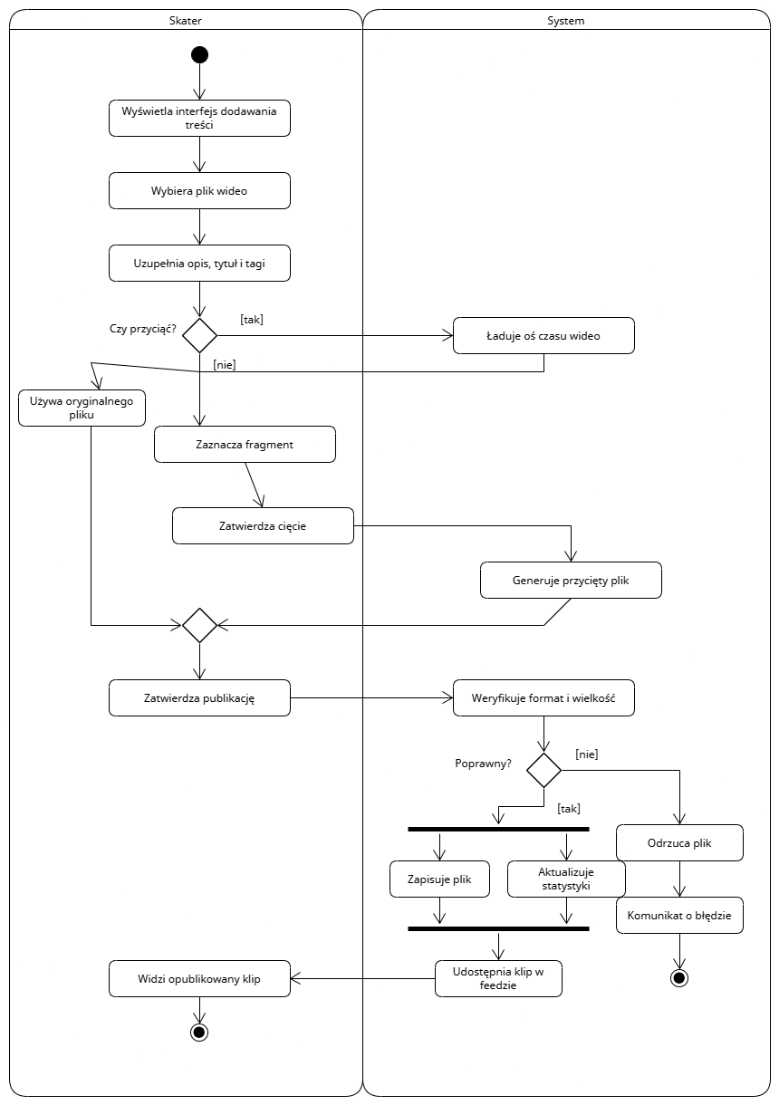 Skater
System
Wyświetla interfejs dodawania
treści
Wybiera plik wideo
Uzupełnia opis, tytuł i tagi
Czy przyciąć?
[tak]
Ładuje oś czasu wideo
[nie]
Używa oryginalnego
pliku
Zaznacza fragment
Zatwierdza cięcie
Generuje przycięty plik
Zatwierdza publikację
Weryfikuje format i wielkość
Poprawny?
[nie]
[tak]
Odrzuca plik
Zapisuje plik
Aktualizuje
statystyki
Komunikat o błędzie
Widzi opublikowany klip
Udostępnia klip w
feedzie